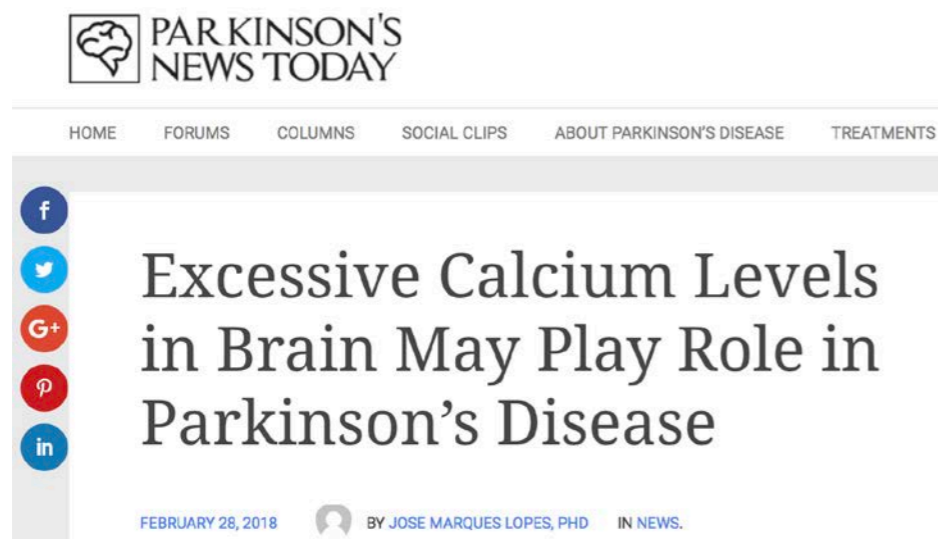 PARKINSON'S
NEWS TODAY
HOME FORUMS COLUMNS SOCIAL CLIPS ABOUT PARKINSON'S DISEASE TREATMENTS
f
G+
in
Excessive Calcium Levels
in Brain May Play Role in
Parkinson’s Disease
FEBRUARY 28, 2018 BY JOSE MARQUES LOPES, PHD IN NEWS.